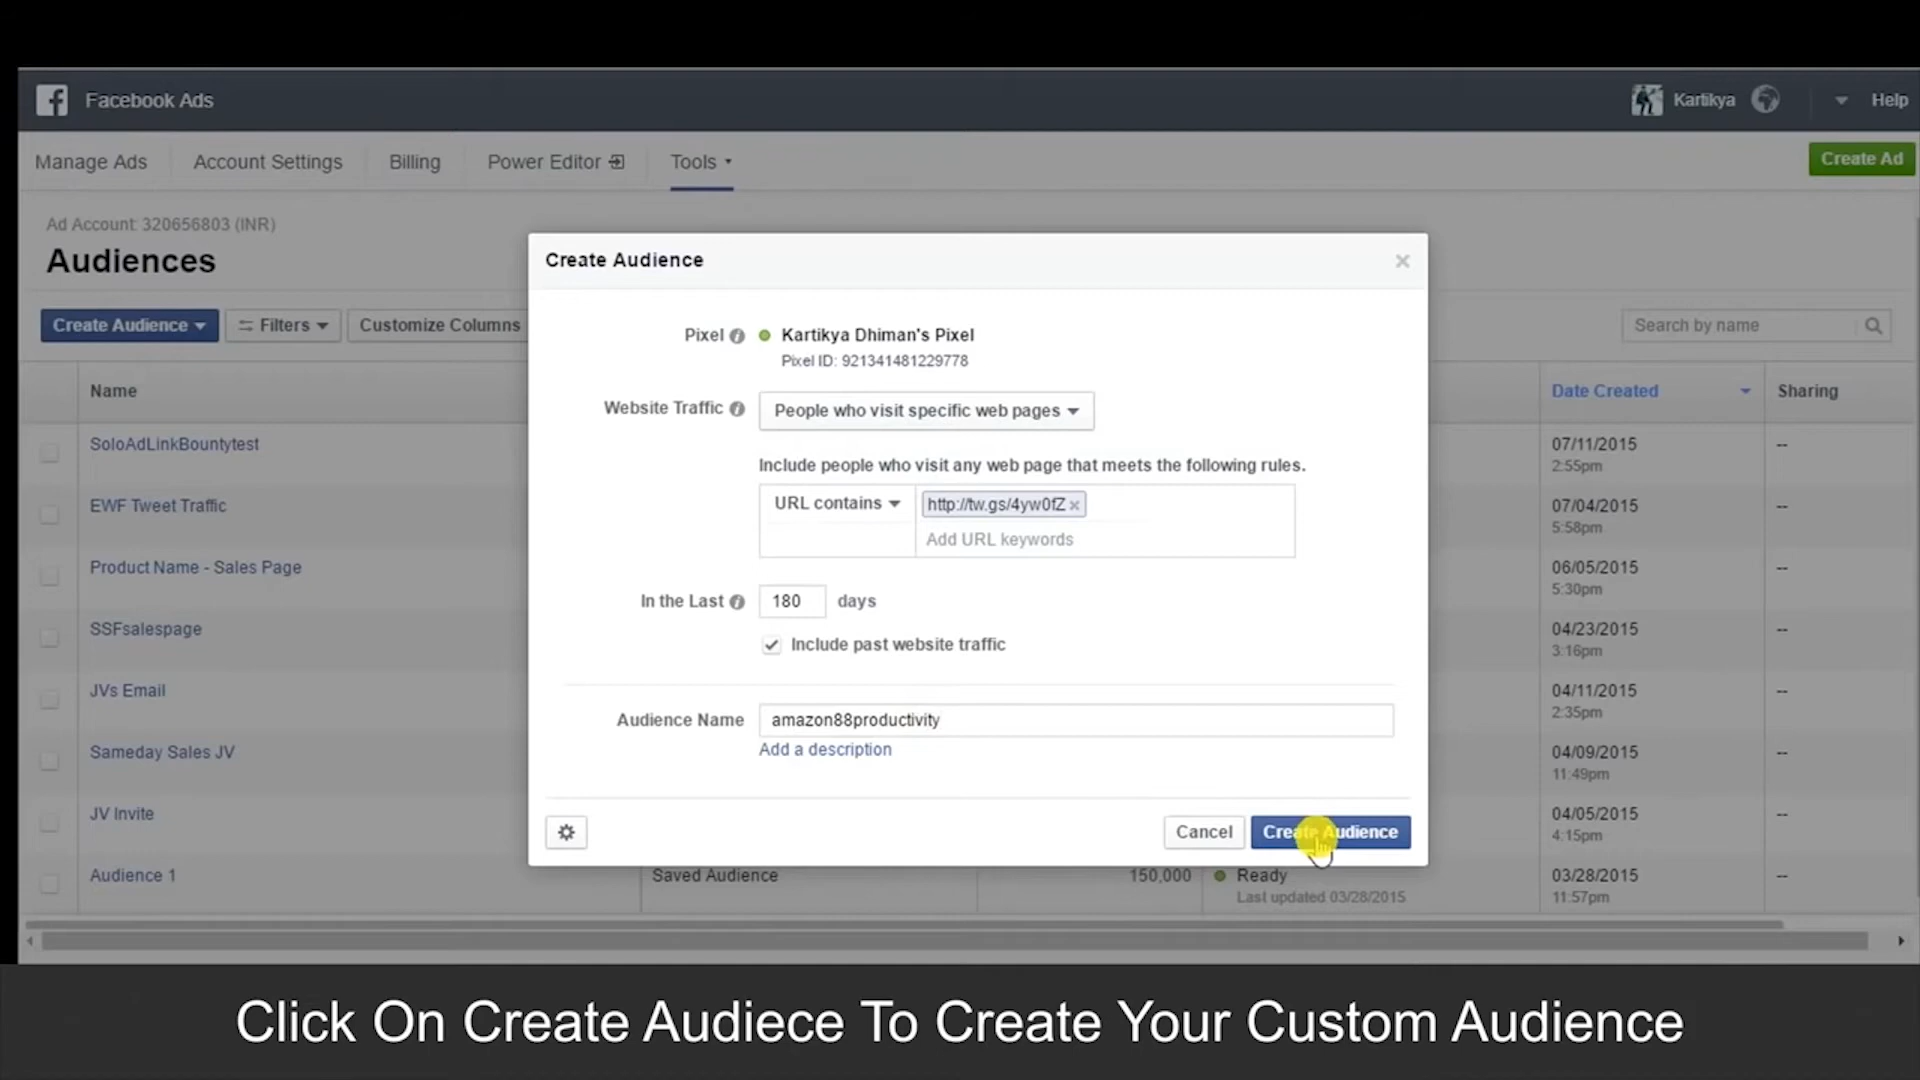 Facebook Ads
Kartikya
Help
Manage Ads
Account Settings
Billing
Power Editor
Tools
Create Ad
Ad Account: 320656803 (INR)
Audiences
Create Audience
Filters
Customize Columns
Search by name
Name
Date Created
Sharing
SoloAdLinkBountytest
07/11/2015
2:55pm
--
EWF Tweet Traffic
07/04/2015
5:58pm
--
Product Name - Sales Page
06/05/2015
5:30pm
--
SSFsalespage
04/23/2015
3:16pm
--
JVs Email
04/11/2015
2:35pm
--
Sameday Sales JV
04/09/2015
11:49pm
--
JV Invite
04/05/2015
4:15pm
--
Audience 1
Saved Audience
150,000
Ready
Last updated 03/28/2015
03/28/2015
11:57pm
--
Create Audience
Pixel
Kartikya Dhiman's Pixel
Pixel ID: 921341481229778
Website Traffic
People who visit specific web pages
Include people who visit any web page that meets the following rules.
URL contains
http://tw.gs/4yw0fZ
Add URL keywords
In the Last
180
days
Include past website traffic
Audience Name
amazon88productivity
Add a description
Cancel
Create Audience
Click On Create Audiece To Create Your Custom Audience